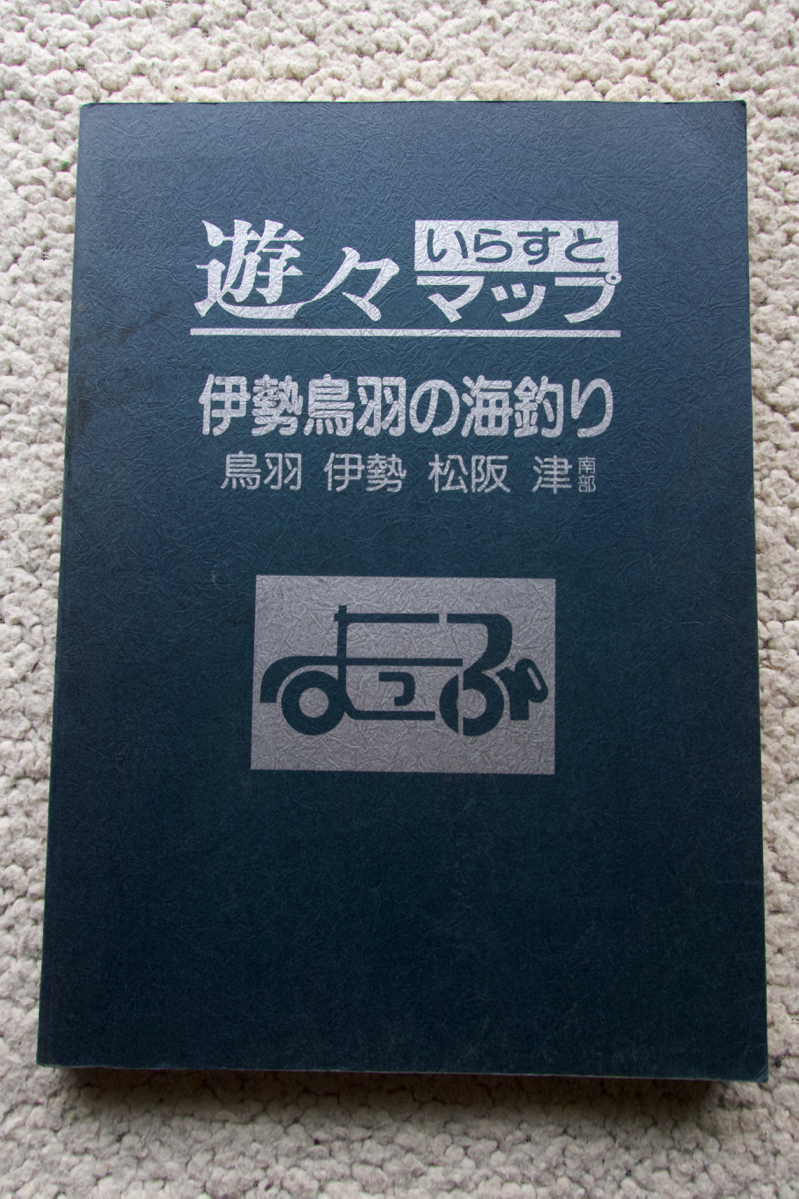 遊々いらすと
マップ
伊勢鳥羽の海釣り
鳥羽 伊勢 松阪 津南部